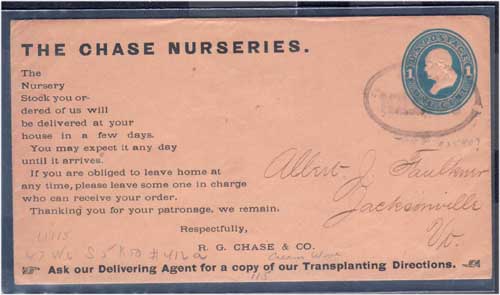 THE CHASE NURSERIES.
The
Nursery
Stock you or-
dered of us will
be delivered at your
house in a few days.
You may expect it any day
until it arrives.
If you are obliged to leave home at
any time, please leave some one in charge
who can receive your order.
Thanking you for your patronage, we remain.
Respectfully,
R. G. CHASE & CO.
Ask our Delivering Agent for a copy of our Transplanting Directions.
U.S. POSTAGE
1 1
ONE CENT
Albert J. Faulkner
Jacksonville
Vt.
115